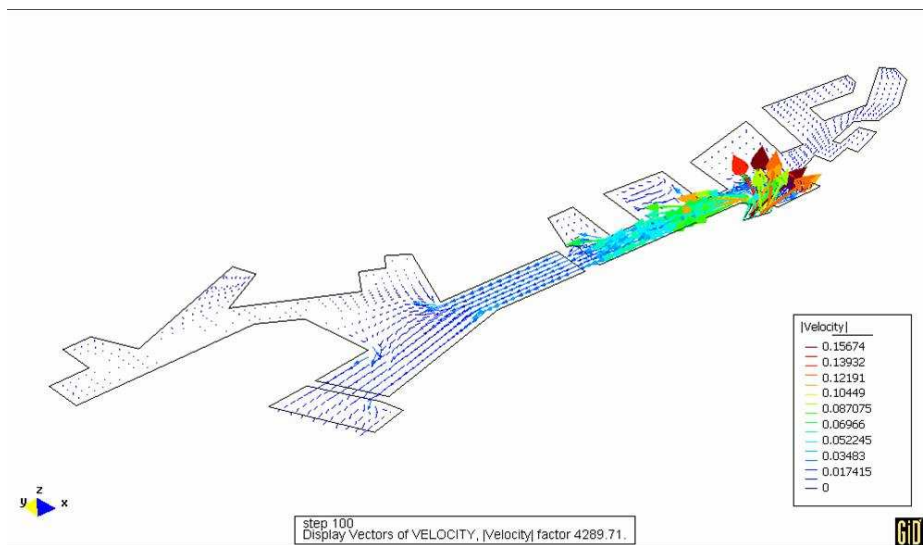 |Velocity|
0.15674
0.13932
0.12191
0.10449
0.087075
0.06966
0.052245
0.03483
0.017415
0
y z x
step 100
Display Vectors of VELOCITY, |Velocity| factor 4289.71.
GiD